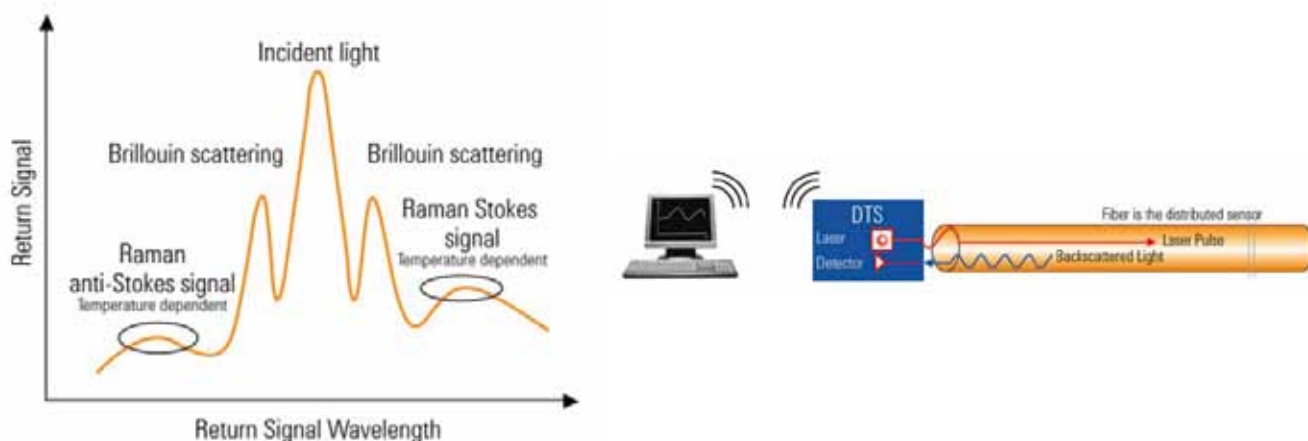 Incident light
Brillouin scattering
Brillouin scattering
Raman Stokes
signal
Temperature dependent
Raman
anti-Stokes signal
Temperature dependent
Return Signal
Return Signal Wavelength
DTS
Laser
Detector
Fiber is the distributed sensor
Laser Pulse
Backscattered Light